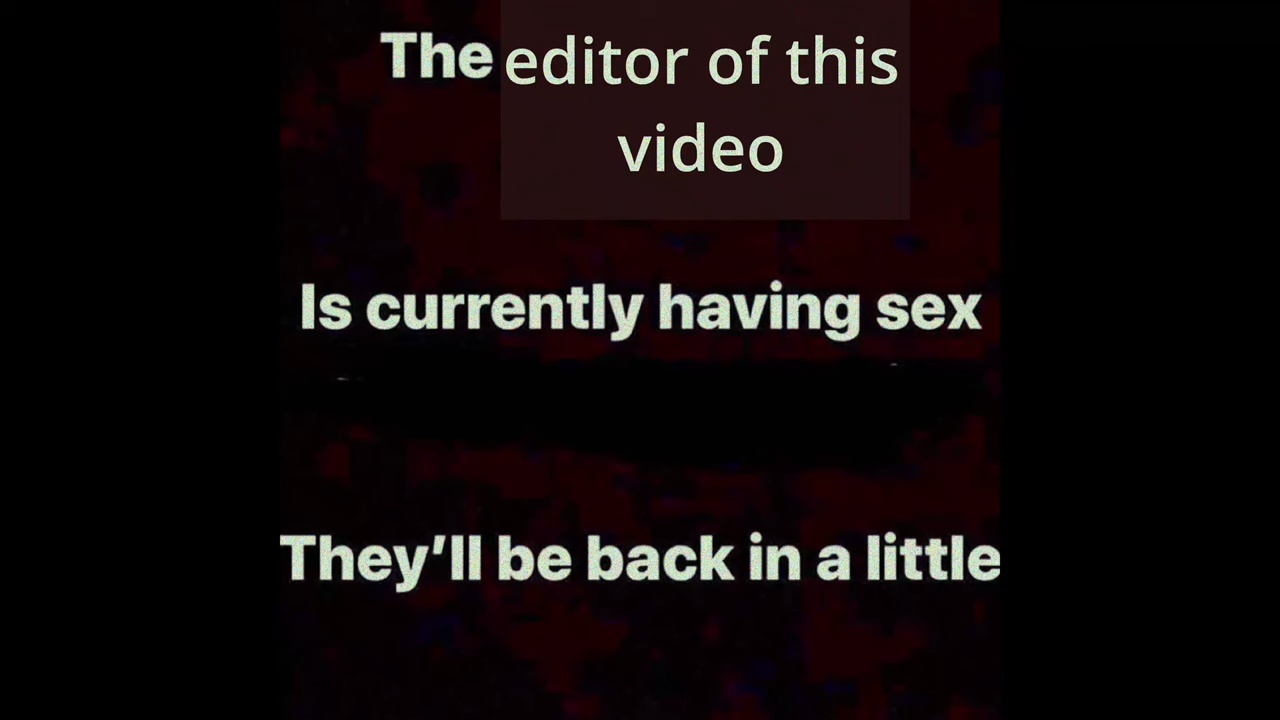 The editor of this
video
Is currently having sex
They'll be back in a little